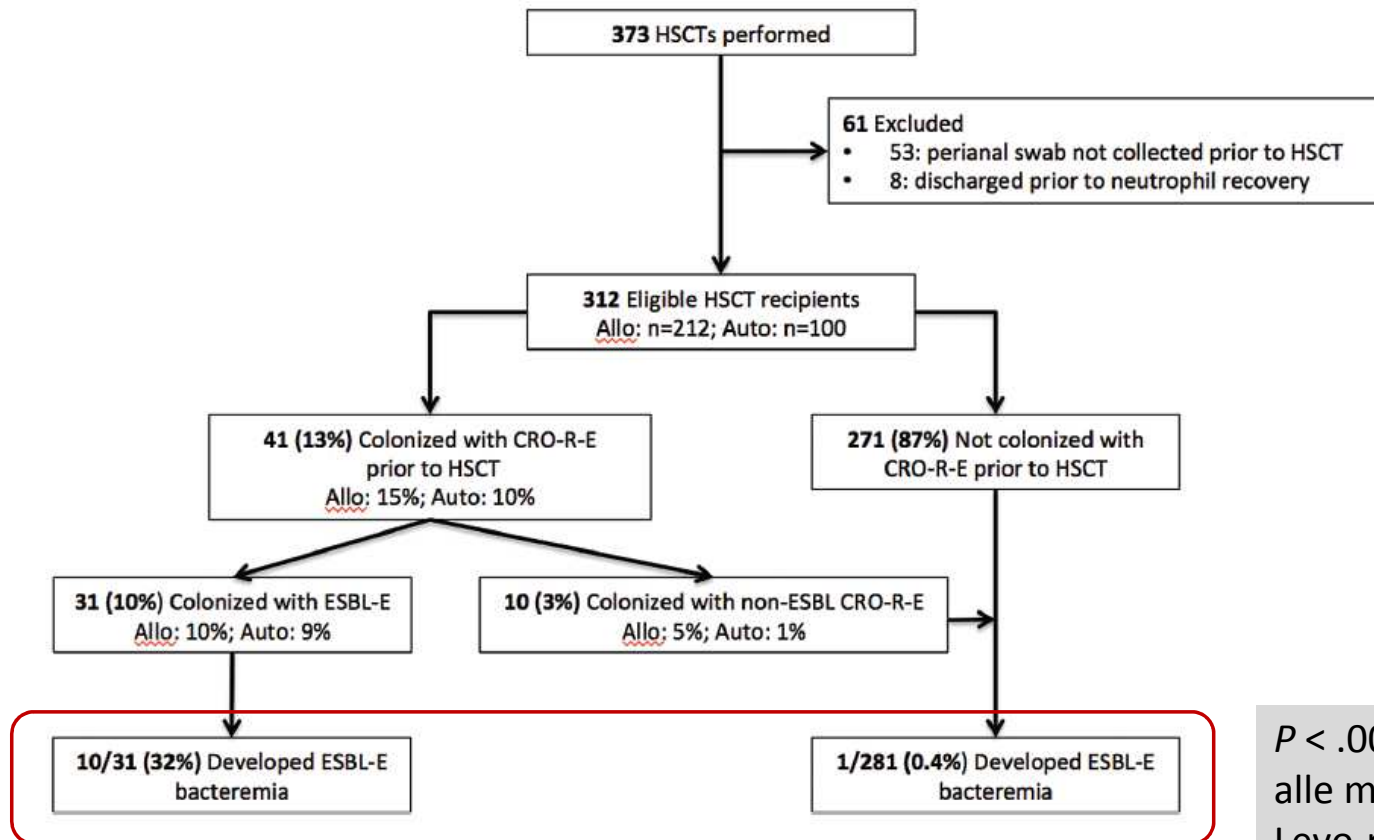 373 HSCTs performed
61 Excluded
• 53: perianal swab not collected prior to HSCT
• 8: discharged prior to neutrophil recovery
312 Eligible HSCT recipients
Allo: n=212; Auto: n=100
41 (13%) Colonized with CRO-R-E
prior to HSCT
Allo: 15%; Auto: 10%
271 (87%) Not colonized with
CRO-R-E prior to HSCT
31 (10%) Colonized with ESBL-E
Allo: 10%; Auto: 9%
10 (3%) Colonized with non-ESBL CRO-R-E
Allo: 5%; Auto: 1%
10/31 (32%) Developed ESBL-E
bacteremia
1/281 (0.4%) Developed ESBL-E
bacteremia
P < .00
alle m